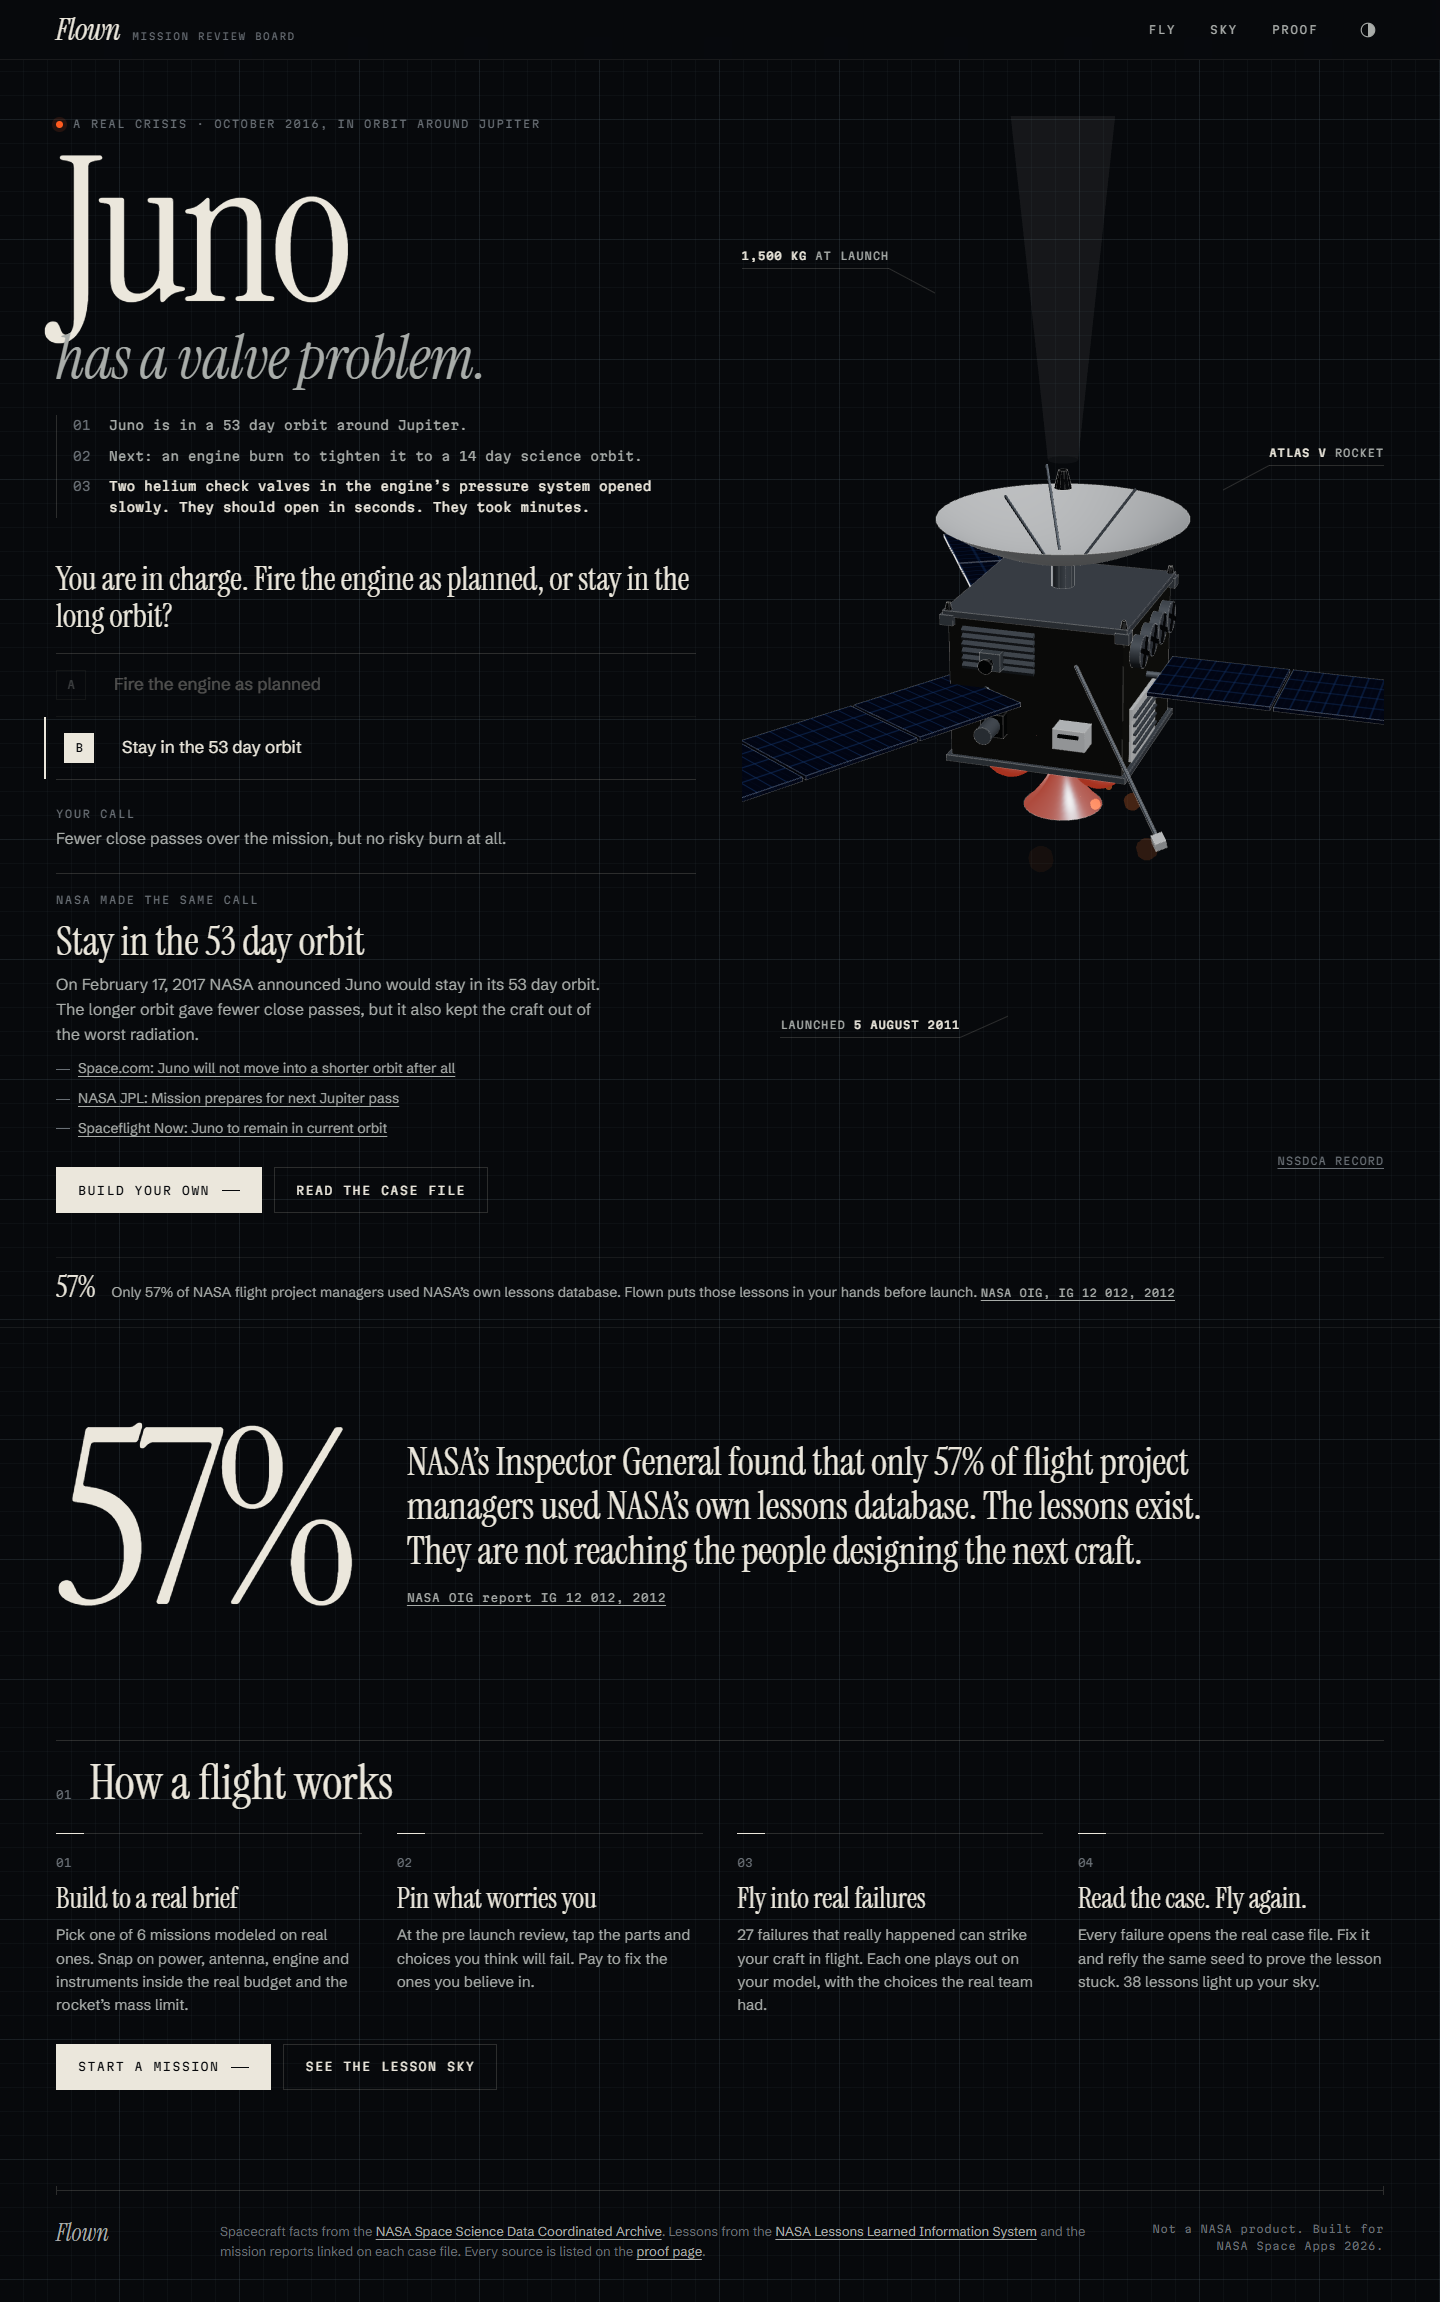 Flown MISSION REVIEW BOARD
FLY SKY PROOF
A REAL CRISIS · OCTOBER 2016, IN ORBIT AROUND JUPITER
Juno
has a valve problem.
01 Juno is in a 53 day orbit around Jupiter.
02 Next: an engine burn to tighten it to a 14 day science orbit.
03 Two helium check valves in the engine’s pressure system opened
slowly. They should open in seconds. They took minutes.
You are in charge. Fire the engine as planned, or stay in the
long orbit?
A Fire the engine as planned
B Stay in the 53 day orbit
YOUR CALL
Fewer close passes over the mission, but no risky burn at all.
NASA MADE THE SAME CALL
Stay in the 53 day orbit
On February 17, 2017 NASA announced Juno would stay in its 53 day orbit.
The longer orbit gave fewer close passes, but it also kept the craft out of
the worst radiation.
— Space.com: Juno will not move into a shorter orbit after all
— NASA JPL: Mission prepares for next Jupiter pass
— Spaceflight Now: Juno to remain in current orbit
BUILD YOUR OWN —
READ THE CASE FILE
1,500 KG AT LAUNCH
ATLAS V ROCKET
LAUNCHED 5 AUGUST 2011
NSSDCA RECORD
57% Only 57% of NASA flight project managers used NASA’s own lessons database. Flown puts those lessons in your hands before launch. NASA OIG, IG 12 012, 2012
57%
NASA’s Inspector General found that only 57% of flight project
managers used NASA’s own lessons database. The lessons exist.
They are not reaching the people designing the next craft.
NASA OIG report IG 12 012, 2012
01 How a flight works
01
Build to a real brief
Pick one of 6 missions modeled on real
ones. Snap on power, antenna, engine and
instruments inside the real budget and the
rocket’s mass limit.
02
Pin what worries you
At the pre launch review, tap the parts and
choices you think will fail. Pay to fix the
ones you believe in.
03
Fly into real failures
27 failures that really happened can strike
your craft in flight. Each one plays out on
your model, with the choices the real team
had.
04
Read the case. Fly again.
Every failure opens the real case file. Fix it
and refly the same seed to prove the lesson
stuck. 38 lessons light up your sky.
START A MISSION —
SEE THE LESSON SKY
Flown
Spacecraft facts from the NASA Space Science Data Coordinated Archive. Lessons from the NASA Lessons Learned Information System and the
mission reports linked on each case file. Every source is listed on the proof page.
Not a NASA product. Built for
NASA Space Apps 2026.